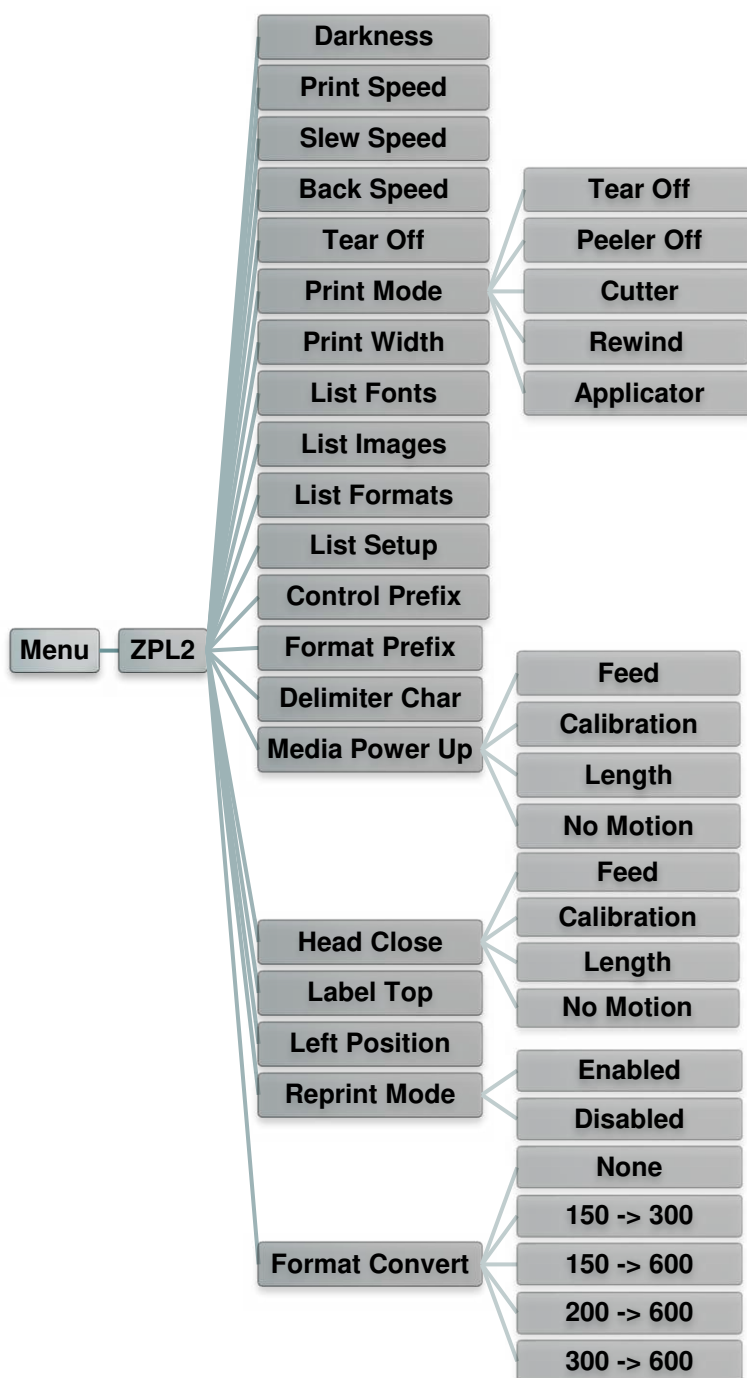 Menu
ZPL2
Darkness
Print Speed
Slew Speed
Back Speed
Tear Off
Print Mode
Tear Off
Peeler Off
Cutter
Rewind
Applicator
Print Width
List Fonts
List Images
List Formats
List Setup
Control Prefix
Format Prefix
Delimiter Char
Media Power Up
Feed
Calibration
Length
No Motion
Head Close
Feed
Calibration
Length
No Motion
Label Top
Left Position
Reprint Mode
Enabled
Disabled
Format Convert
None
150 -> 300
150 -> 600
200 -> 600
300 -> 600